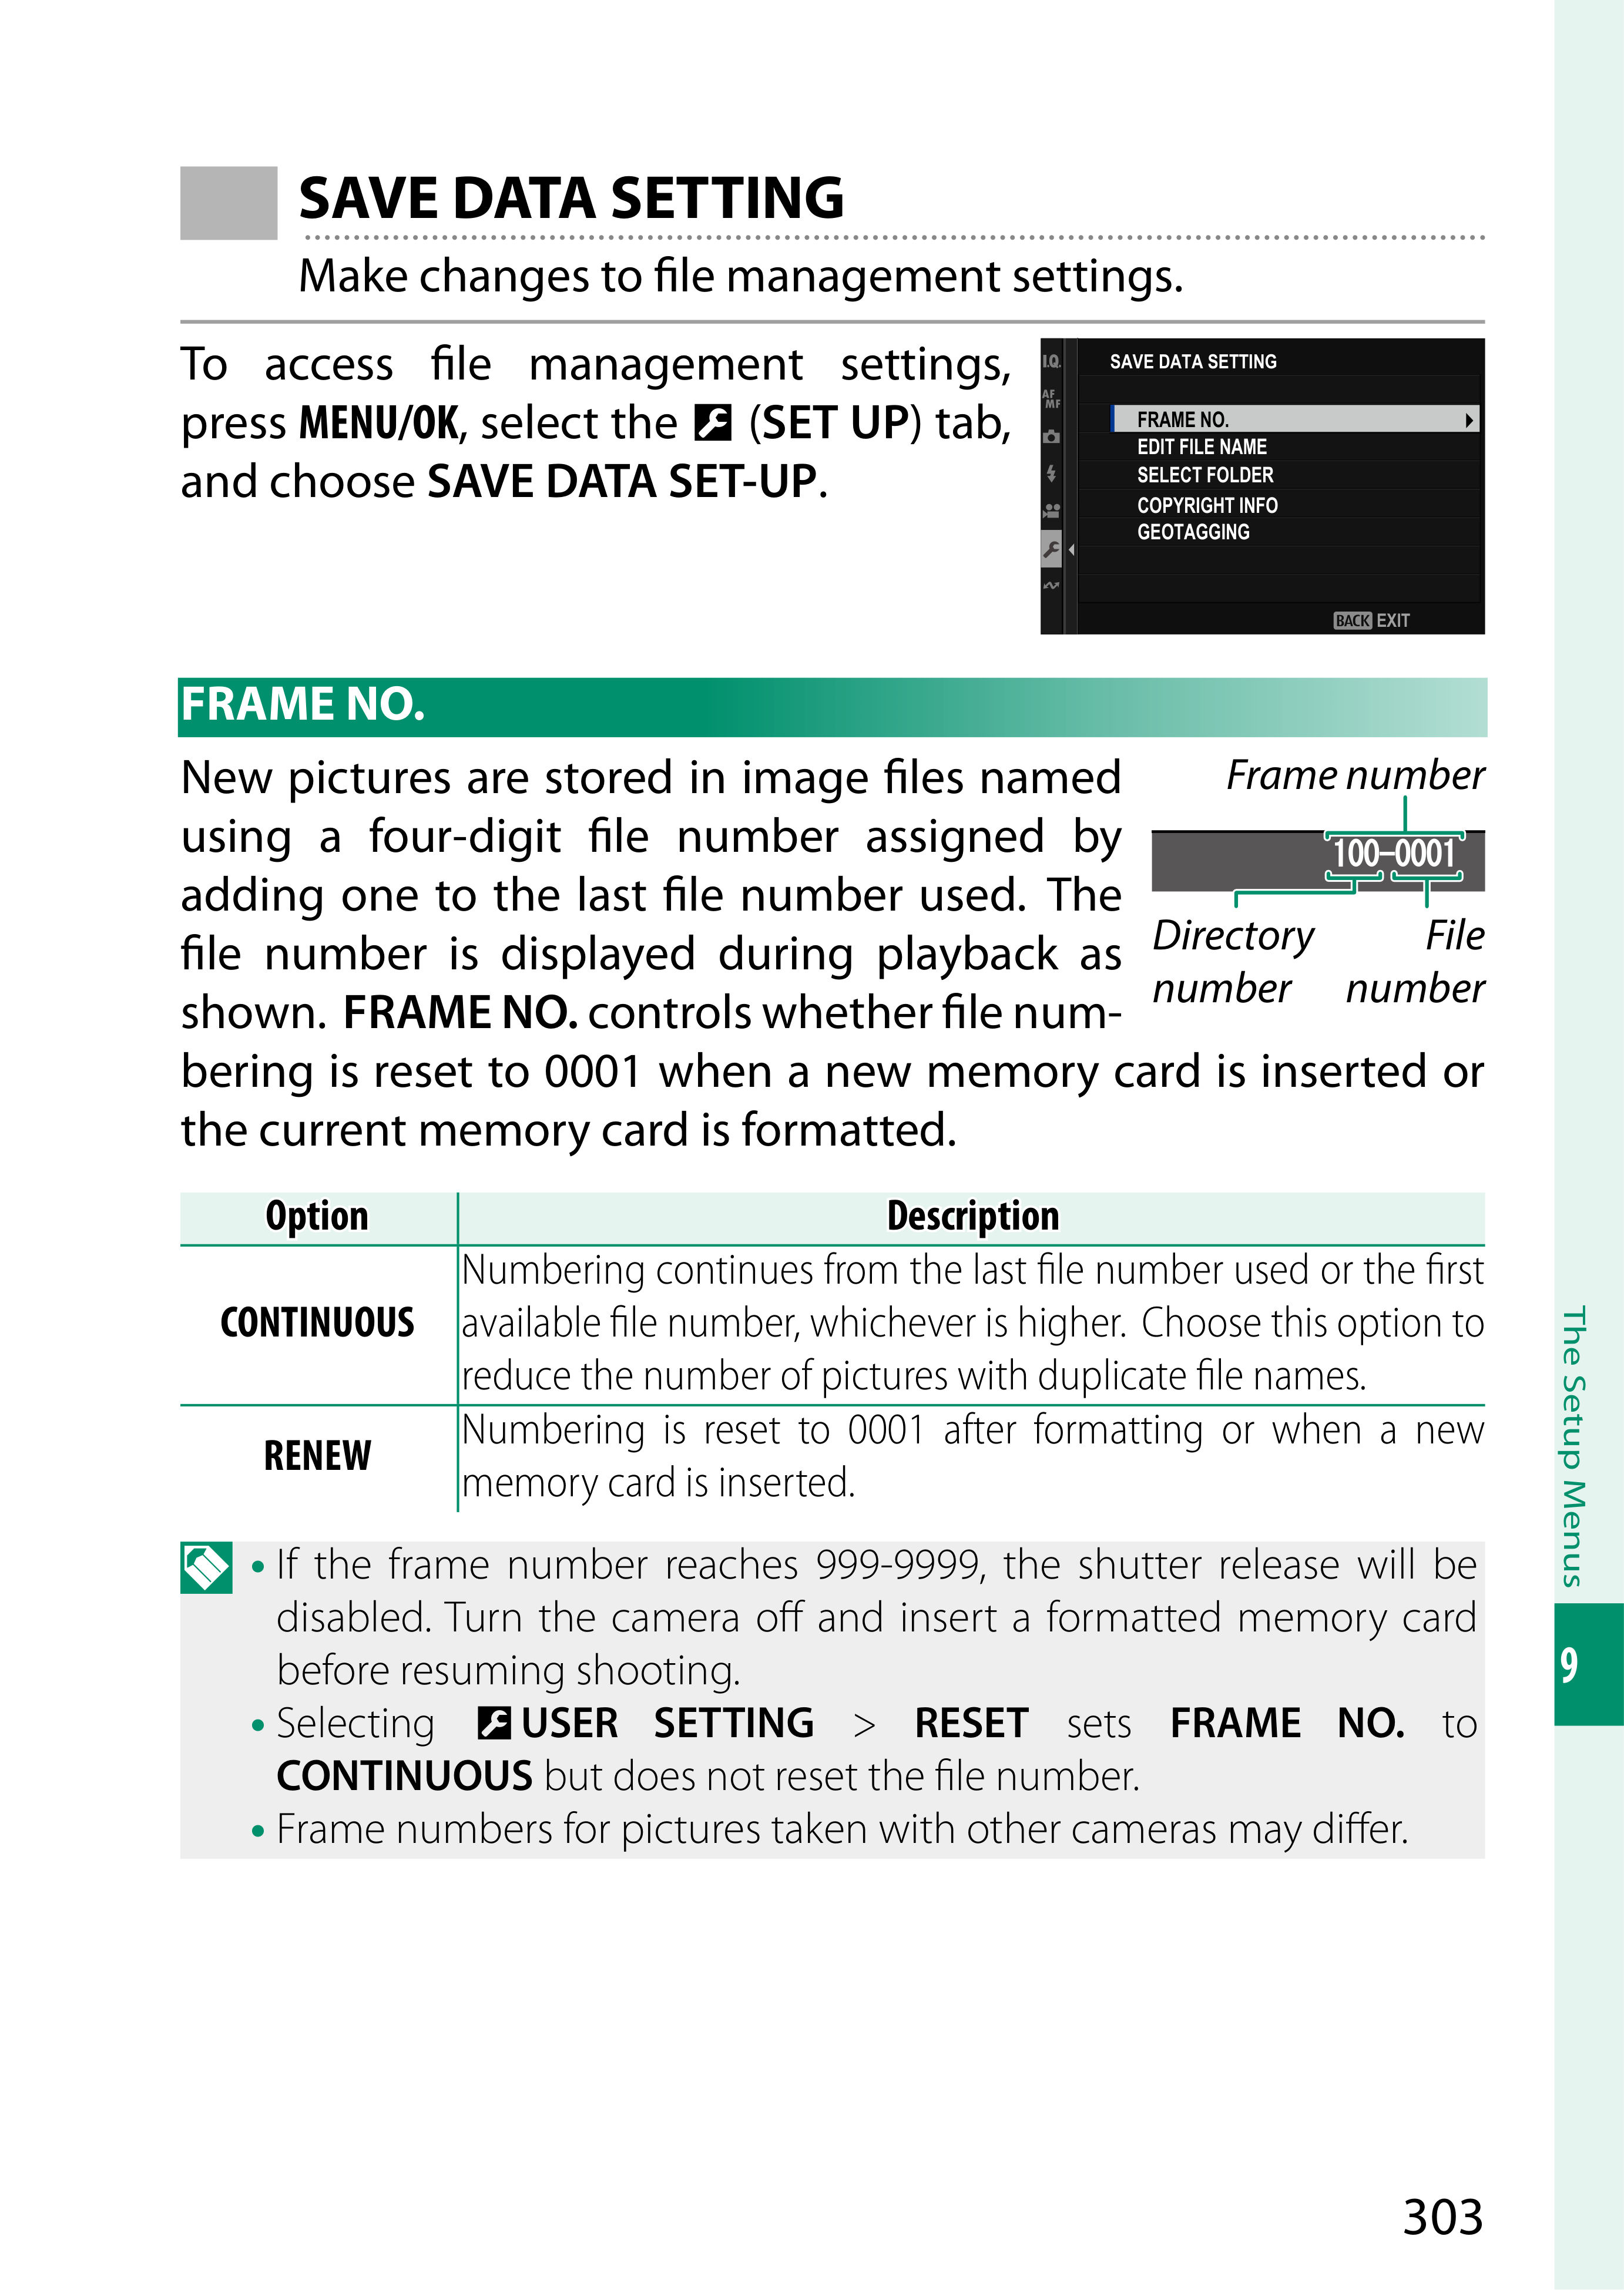 SAVE DATA SETTING
Make changes to file management settings.
To access file management settings,
press MENU/OK, select the (SET UP) tab,
and choose SAVE DATA SET-UP.
I.Q.
AF
MF
SAVE DATA SETTING
FRAME NO.
EDIT FILE NAME
SELECT FOLDER
COPYRIGHT INFO
GEOTAGGING
BACK EXIT
FRAME NO.
New pictures are stored in image files named
using a four-digit file number assigned by
adding one to the last file number used. The
file number is displayed during playback as
shown. FRAME NO. controls whether file num-
bering is reset to 0001 when a new memory card is inserted or
the current memory card is formatted.
Frame number
100-0001
Directory
number
File
number
Option Description
CONTINUOUS
Numbering continues from the last file number used or the first
available file number, whichever is higher. Choose this option to
reduce the number of pictures with duplicate file names.
RENEW
Numbering is reset to 0001 after formatting or when a new
memory card is inserted.
• If the frame number reaches 999-9999, the shutter release will be
disabled. Turn the camera off and insert a formatted memory card
before resuming shooting.
• Selecting USER SETTING > RESET sets FRAME NO. to
CONTINUOUS but does not reset the file number.
• Frame numbers for pictures taken with other cameras may differ.
The Setup Menus
9
303